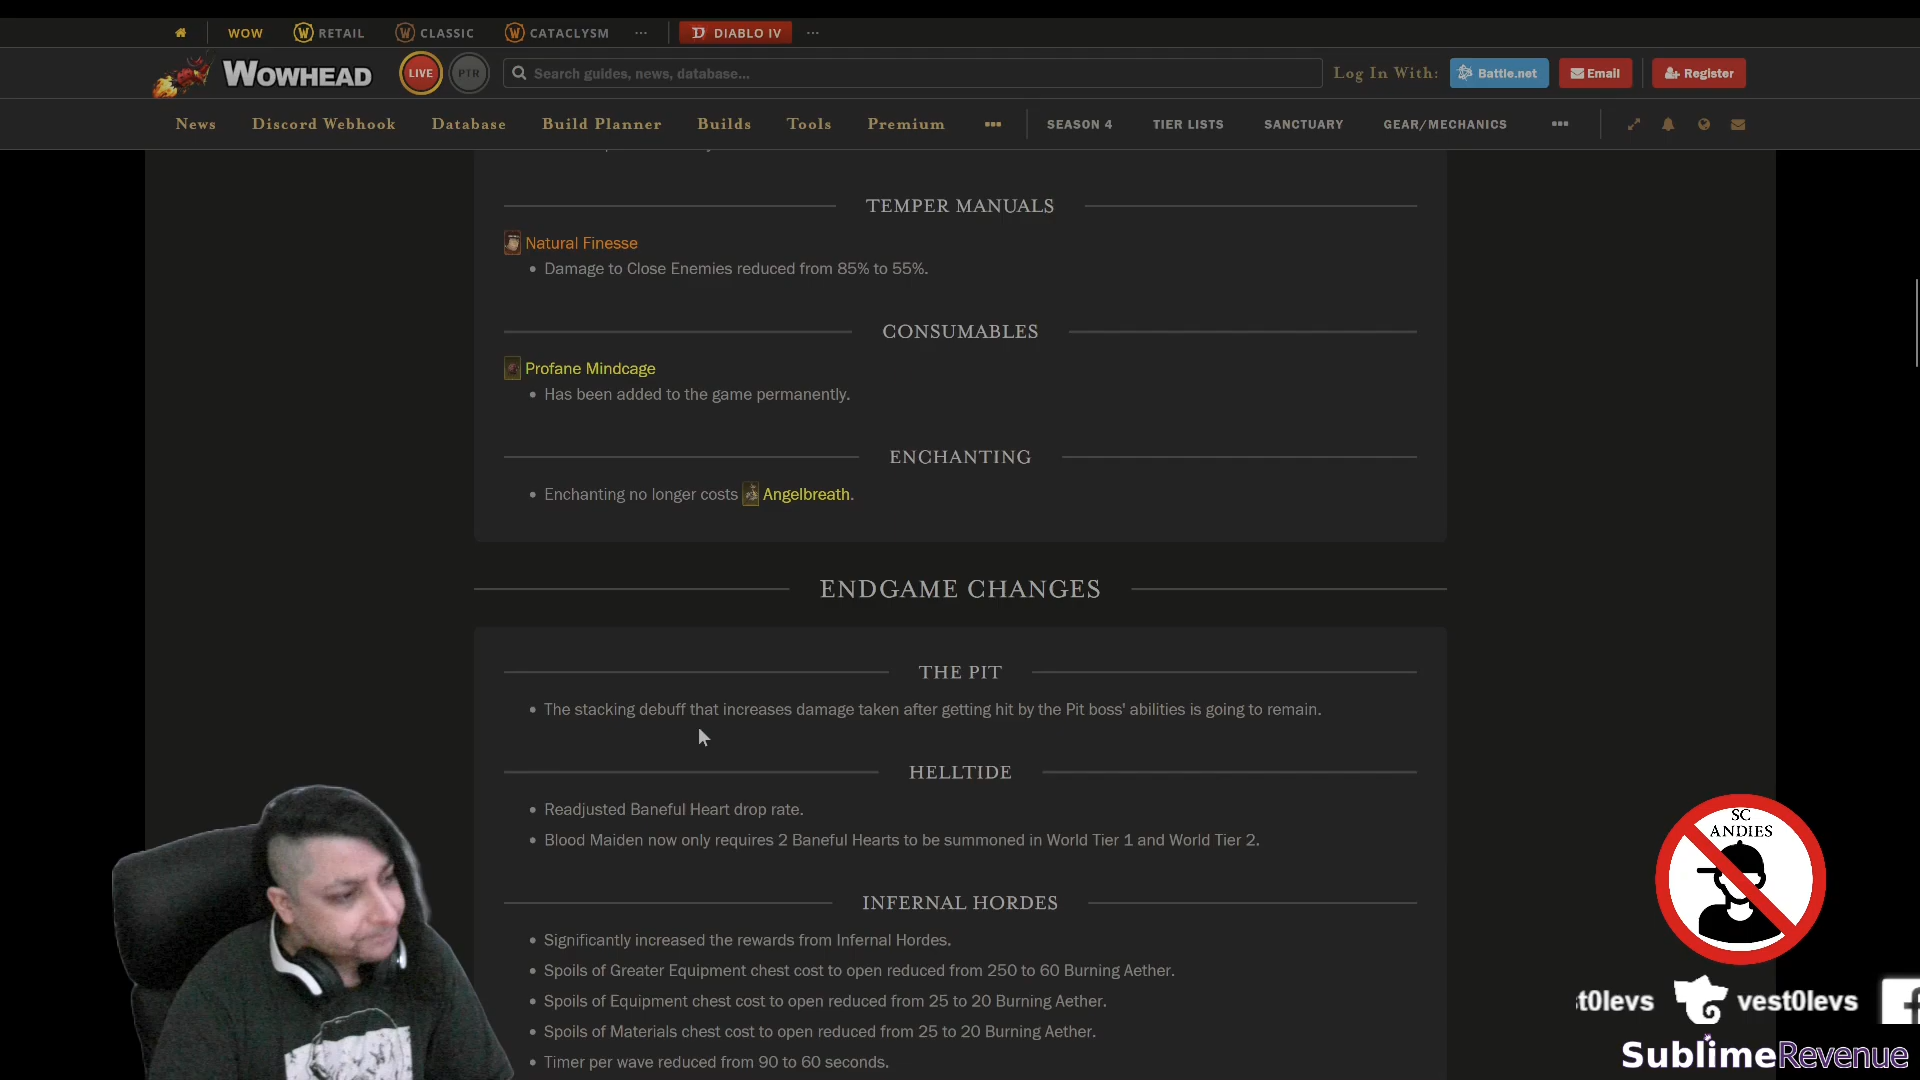 WOW RETAIL CLASSIC CATACLYSM ... DIABLO IV ...
WOWHEAD LIVE PTR Search guides, news, database... Log In With: Battle.net Email Register
News Discord Webhook Database Build Planner Builds Tools Premium ... SEASON 4 TIER LISTS SANCTUARY GEAR/MECHANICS ...
TEMPER MANUALS
Natural Finesse
• Damage to Close Enemies reduced from 85% to 55%.
CONSUMABLES
Profane Mindcage
• Has been added to the game permanently.
ENCHANTING
• Enchanting no longer costs Angelbreath.
ENDGAME CHANGES
THE PIT
• The stacking debuff that increases damage taken after getting hit by the Pit boss' abilities is going to remain.
HELLTIDE
• Readjusted Baneful Heart drop rate.
• Blood Maiden now only requires 2 Baneful Hearts to be summoned in World Tier 1 and World Tier 2.
INFERNAL HORDES
• Significantly increased the rewards from Infernal Hordes.
• Spoils of Greater Equipment chest cost to open reduced from 250 to 60 Burning Aether.
• Spoils of Equipment chest cost to open reduced from 25 to 20 Burning Aether.
• Spoils of Materials chest cost to open reduced from 25 to 20 Burning Aether.
• Timer per wave reduced from 90 to 60 seconds.
SC
ANDIES
t0levs vest0levs
SublimeRevenue